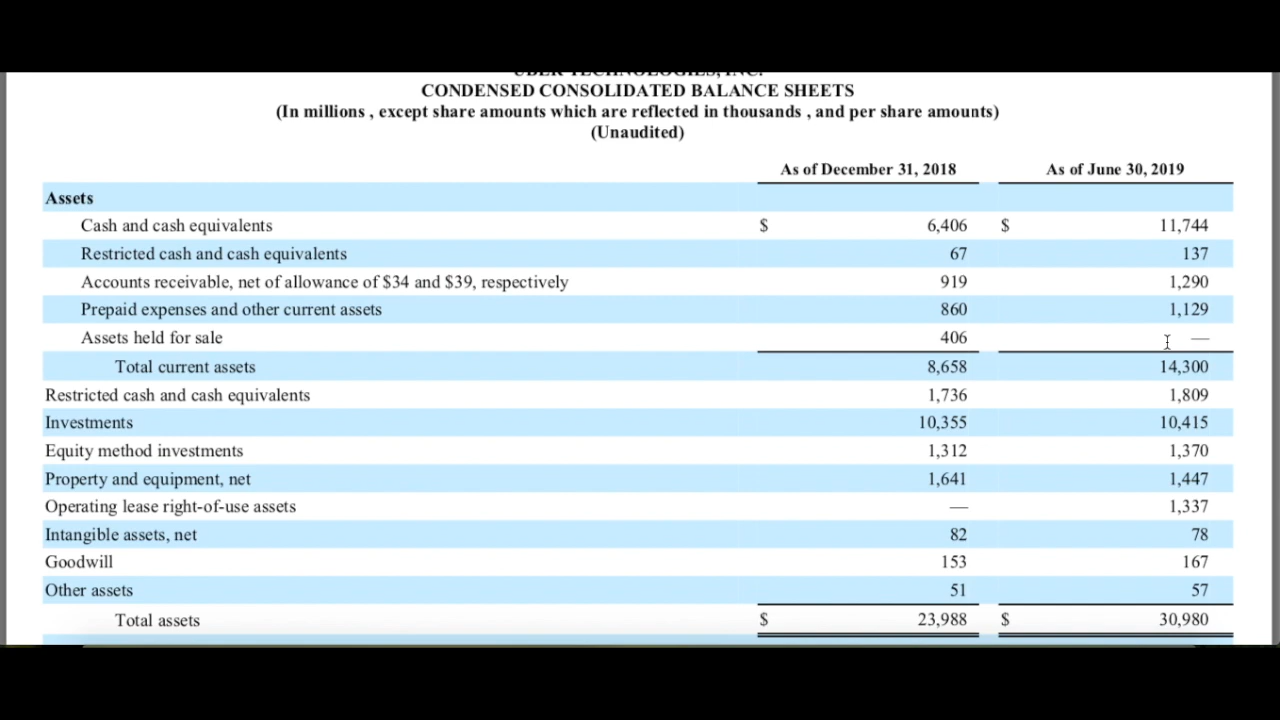 UBER TECHNOLOGIES, INC.
CONDENSED CONSOLIDATED BALANCE SHEETS
(In millions , except share amounts which are reflected in thousands , and per share amounts)
(Unaudited)
As of December 31, 2018 As of June 30, 2019
Assets
Cash and cash equivalents $ 6,406 $ 11,744
Restricted cash and cash equivalents 67 137
Accounts receivable, net of allowance of $34 and $39, respectively 919 1,290
Prepaid expenses and other current assets 860 1,129
Assets held for sale 406 —
Total current assets 8,658 14,300
Restricted cash and cash equivalents 1,736 1,809
Investments 10,355 10,415
Equity method investments 1,312 1,370
Property and equipment, net 1,641 1,447
Operating lease right-of-use assets — 1,337
Intangible assets, net 82 78
Goodwill 153 167
Other assets 51 57
Total assets $ 23,988 $ 30,980